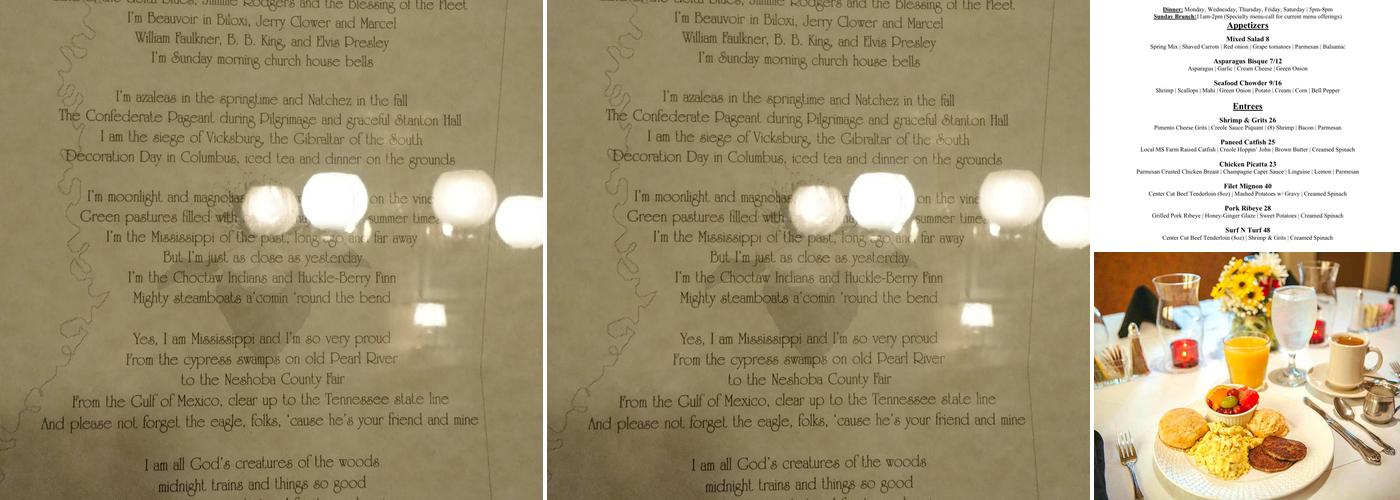 I'm Beauvoir in Biloxi, Jerry Clower and Marcel
William Faulkner, B. B. King, and Elvis Presley
I'm Sunday morning church house bells
I'm azaleas in the springtime and Natchez in the fall
The Confederate Pageant during Pilgrimage and graceful Stanton Hall
I am the siege of Vicksburg, the Gibraltar of the South
Decoration Day in Columbus, iced tea and dinner on the grounds
I'm moonlight and magnolias on the vine
Green pastures filled with summer time
I'm the Mississippi of the past, long ago and far away
But I'm just as close as yesterday
I'm the Choctaw Indians and Huckle-Berry Finn
Mighty steamboats a'comin 'round the bend
Yes, I am Mississippi and I'm so very proud
From the cypress swamps on old Pearl River
to the Neshoba County Fair
From the Gulf of Mexico, clear up to the Tennessee state line
And please not forget the eagle, folks, 'cause he's your friend and mine
I am all God's creatures of the woods
midnight trains and things so good
I'm Beauvoir in Biloxi, Jerry Clower and Marcel
William Faulkner, B. B. King, and Elvis Presley
I'm Sunday morning church house bells
I'm azaleas in the springtime and Natchez in the fall
The Confederate Pageant during Pilgrimage and graceful Stanton Hall
I am the siege of Vicksburg, the Gibraltar of the South
Decoration Day in Columbus, iced tea and dinner on the grounds
I'm moonlight and magnolias on the vine
Green pastures filled with summer time
I'm the Mississippi of the past, long ago and far away
But I'm just as close as yesterday
I'm the Choctaw Indians and Huckle-Berry Finn
Mighty steamboats a'comin 'round the bend
Yes, I am Mississippi and I'm so very proud
From the cypress swamps on old Pearl River
to the Neshoba County Fair
From the Gulf of Mexico, clear up to the Tennessee state line
And please not forget the eagle, folks, 'cause he's your friend and mine
I am all God's creatures of the woods
midnight trains and things so good
Dinner: Monday, Wednesday, Thursday, Friday, Saturday | 5pm-8pm
Sunday Brunch: 11am-2pm (Specialty menu-call for current menu offerings)
Appetizers
Mixed Salad 8
Spring Mix | Shaved Carrots | Red onion | Grape tomatoes | Parmesan | Balsamic
Asparagus Bisque 7/12
Asparagus | Garlic | Cream Cheese | Green Onion
Seafood Chowder 9/16
Shrimp | Scallops | Mahi | Green Onion | Potato | Cream | Corn | Bell Pepper
Entrees
Shrimp & Grits 26
Pimento Cheese Grits | Creole Sauce Piquant | (8) Shrimp | Bacon | Parmesan
Paneed Catfish 25
Local MS Farm Raised Catfish | Creole Hoppin' John | Brown Butter | Creamed Spinach
Chicken Picatta 23
Parmesan Crusted Chicken Breast | Champagne Caper Sauce | Linguine | Lemon | Parmesan
Filet Mignon 40
Center Cut Beef Tenderloin (8oz) | Mashed Potatoes w/ Gravy | Creamed Spinach
Pork Ribeye 28
Grilled Pork Ribeye | Honey-Ginger Glaze | Sweet Potatoes | Creamed Spinach
Surf N Turf 48
Center Cut Beef Tenderloin (8oz) | Shrimp & Grits | Creamed Spinach